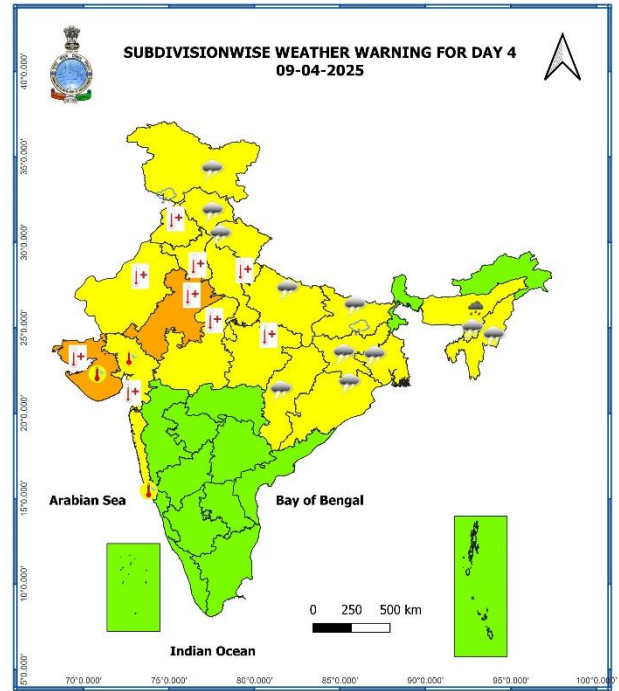 SUBDIVISIONWISE WEATHER WARNING FOR DAY 4
09-04-2025
40°0.000'
35°0.000'
30°0.000'
25°0.000'
20°0.000'
15°0.000'
10°0.000'
5°0.000'
Arabian Sea
Bay of Bengal
0 250 500 km
Indian Ocean
70°0.000' 75°0.000' 80°0.000' 85°0.000' 90°0.000' 95°0.000' 100°0.000'